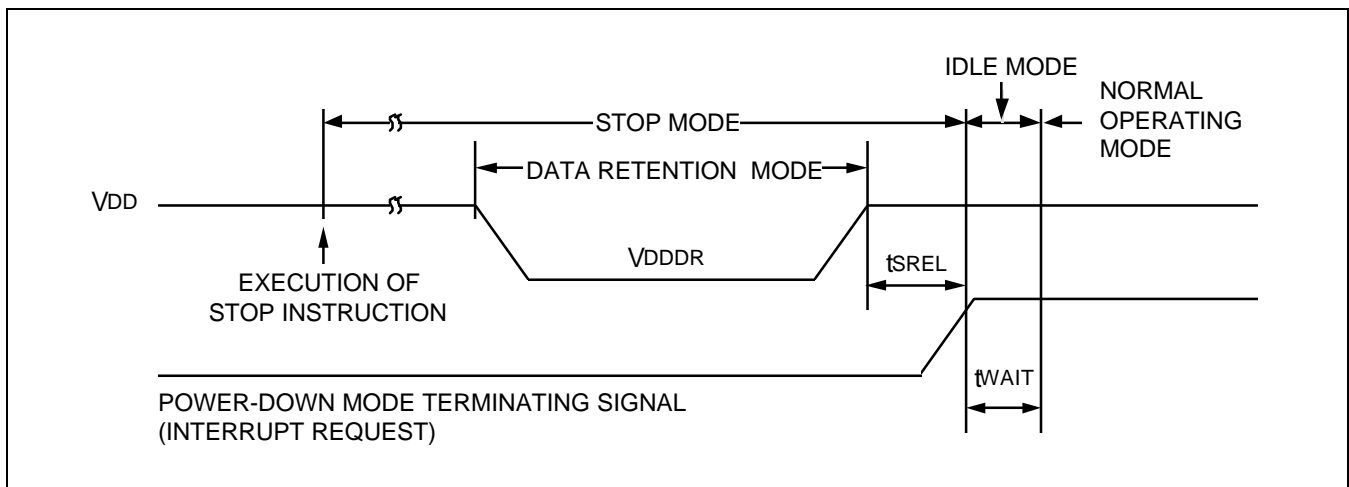 IDLE MODE
NORMAL
OPERATING
MODE
STOP MODE
DATA RETENTION MODE
VDD
VDDDR
tSREL
EXECUTION OF
STOP INSTRUCTION
tWAIT
POWER-DOWN MODE TERMINATING SIGNAL
(INTERRUPT REQUEST)